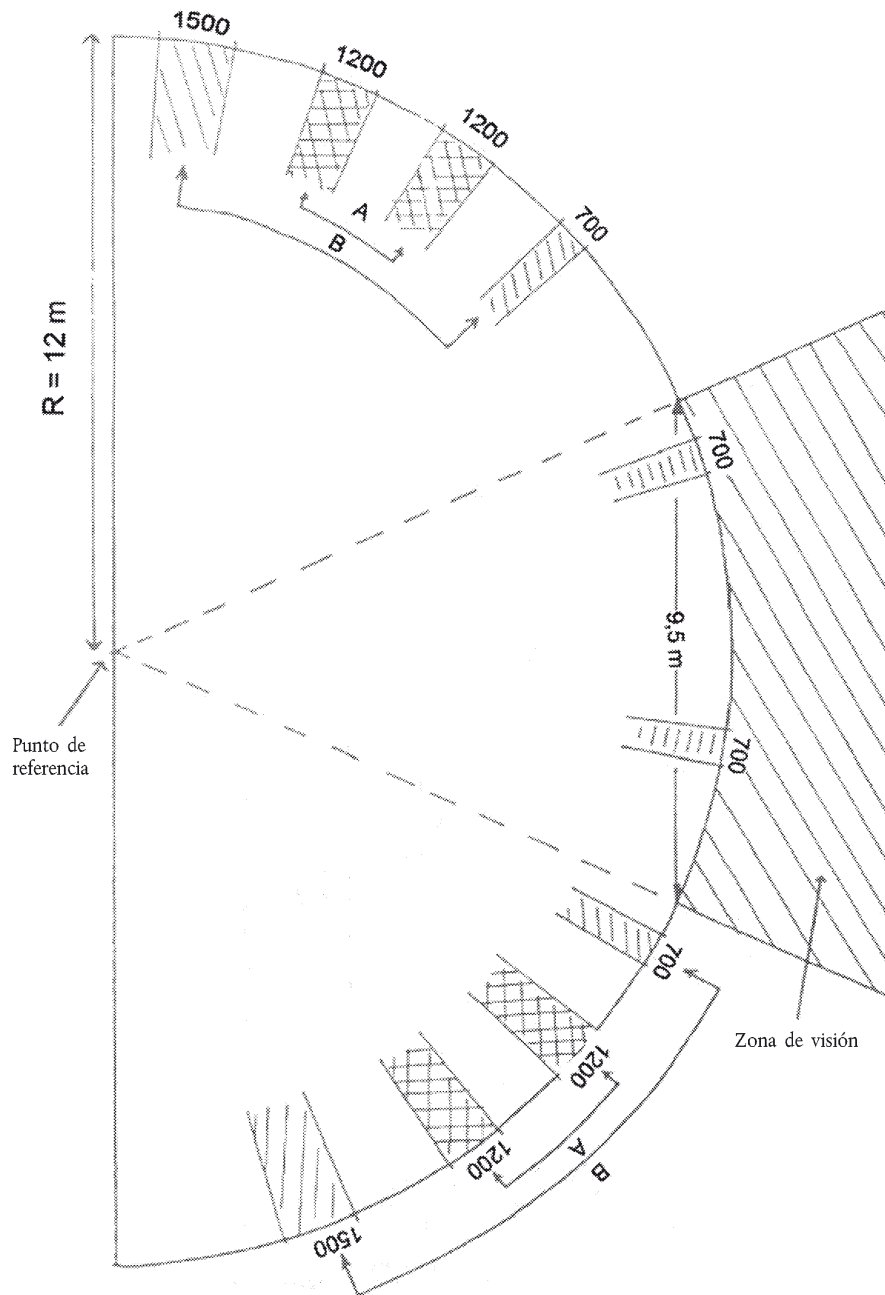 1500
1200
1200
A
B
700
R = 12 m
700
9,5 m
Punto de
referencia
700
700
Zona de visión
1200
1200
A
B
1500